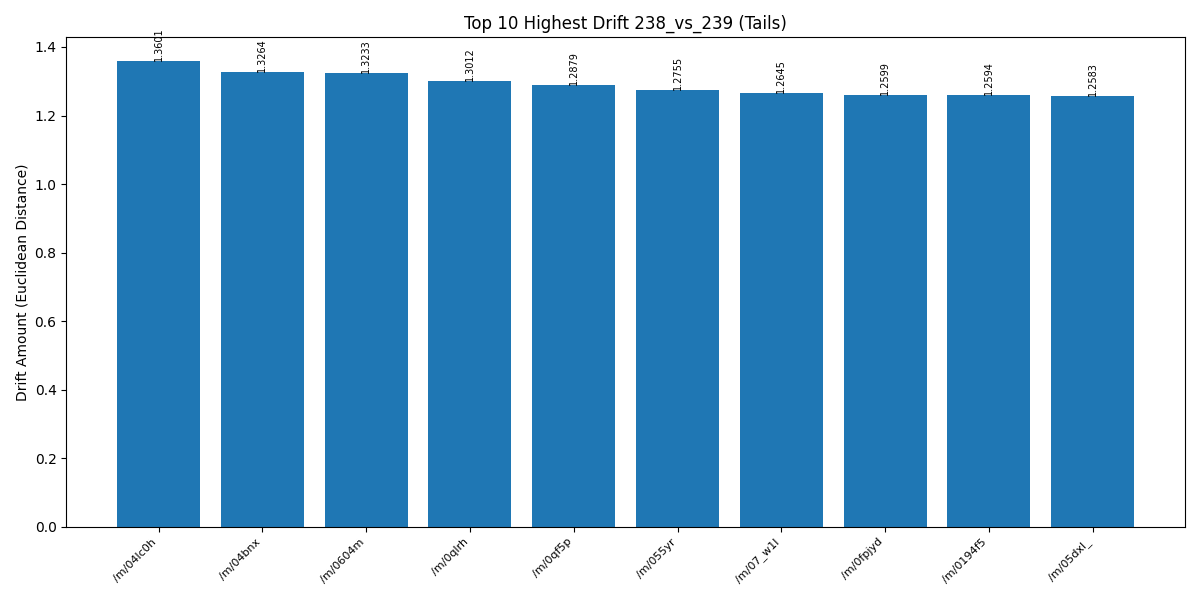 Top 10 Highest Drift 238_vs_239 (Tails)
Drift Amount (Euclidean Distance)
1.4
1.2
1.0
0.8
0.6
0.4
0.2
0.0
1.3601
1.3264
1.3233
1.3012
1.2879
1.2755
1.2645
1.2599
1.2594
1.2583
/m/04lc0h
/m/04bnx
/m/0604m
/m/0qlrh
/m/0qf5p
/m/055yr
/m/07_w1l
/m/0fpjyd
/m/0194f5
/m/05dxl_